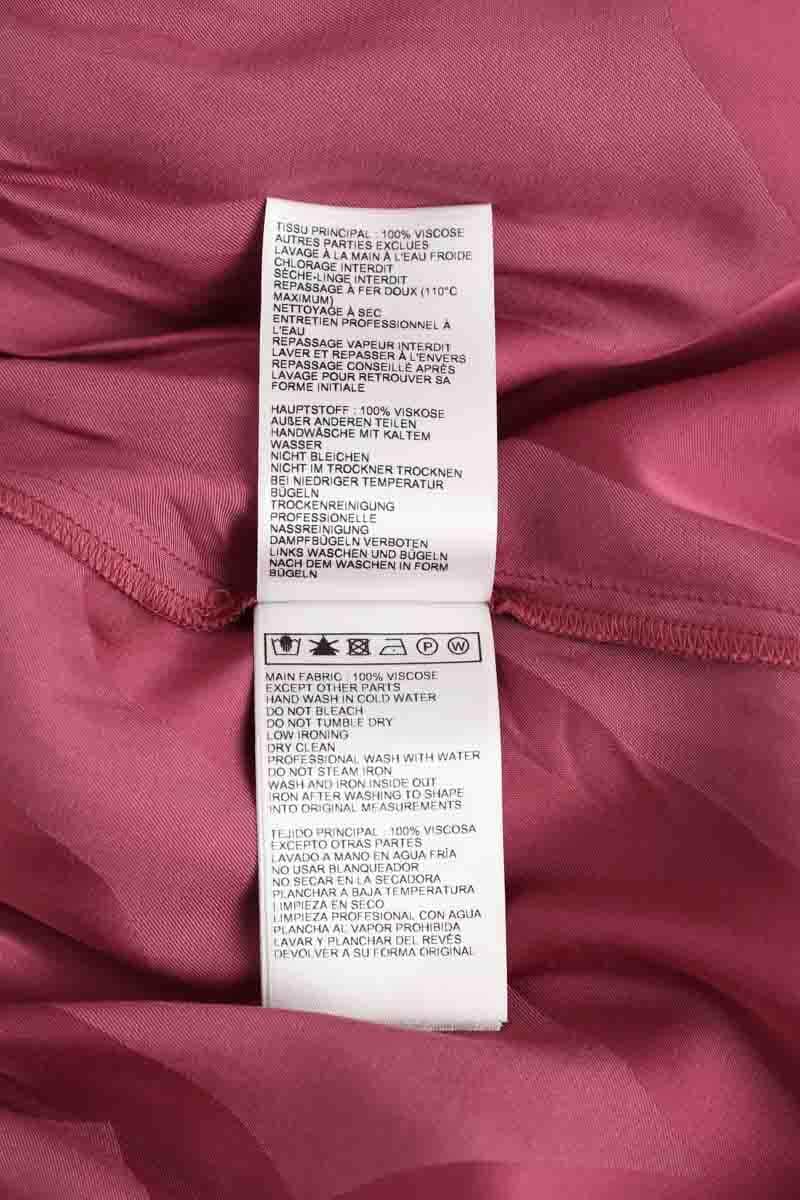 TISSU PRINCIPAL : 100% VISCOSE
AUTRES PARTIES EXCLUES
LAVAGE À LA MAIN À L'EAU FROIDE
CHLORAGE INTERDIT
SÈCHE-LINGE INTERDIT
REPASSAGE À FER DOUX (110°C
MAXIMUM)
NETTOYAGE À SEC
ENTRETIEN PROFESSIONNEL À
L'EAU
REPASSAGE VAPEUR INTERDIT
LAVER ET REPASSER À L'ENVERS
REPASSAGE CONSEILLÉ APRÈS
LAVAGE POUR RETROUVER SA
FORME INITIALE
HAUPTSTOFF : 100% VISKOSE
AUẞER ANDEREN TEILEN
HANDWÄSCHE MIT KALTEM
WASSER
NICHT BLEICHEN
NICHT IM TROCKNER TROCKNEN
BEI NIEDRIGER TEMPERATUR
BÜGELN
TROCKENREINIGUNG
PROFESSIONELLE
NASSREINIGUNG
DAMPFBÜGELN VERBOTEN
LINKS WASCHEN UND BÜGELN
NACH DEM WASCHEN IN FORM
BÜGELN
P W
MAIN FABRIC : 100% VISCOSE
EXCEPT OTHER PARTS
HAND WASH IN COLD WATER
DO NOT BLEACH
DO NOT TUMBLE DRY
LOW IRONING
DRY CLEAN
PROFESSIONAL WASH WITH WATER
DO NOT STEAM IRON
WASH AND IRON INSIDE OUT
IRON AFTER WASHING TO SHAPE
INTO ORIGINAL MEASUREMENTS
TEJIDO PRINCIPAL : 100% VISCOSA
EXCEPTO OTRAS PARTES
LAVADO A MANO EN AGUA FRÍA
NO USAR BLANQUEADOR
NO SECAR EN LA SECADORA
PLANCHAR A BAJA TEMPERATURA
LIMPIEZA EN SECO
LIMPIEZA PROFESIONAL CON AGUA
PLANCHA AL VAPOR PROHIBIDA
LAVAR Y PLANCHAR DEL REVÉS
DEVOLVER A SU FORMA ORIGINAL